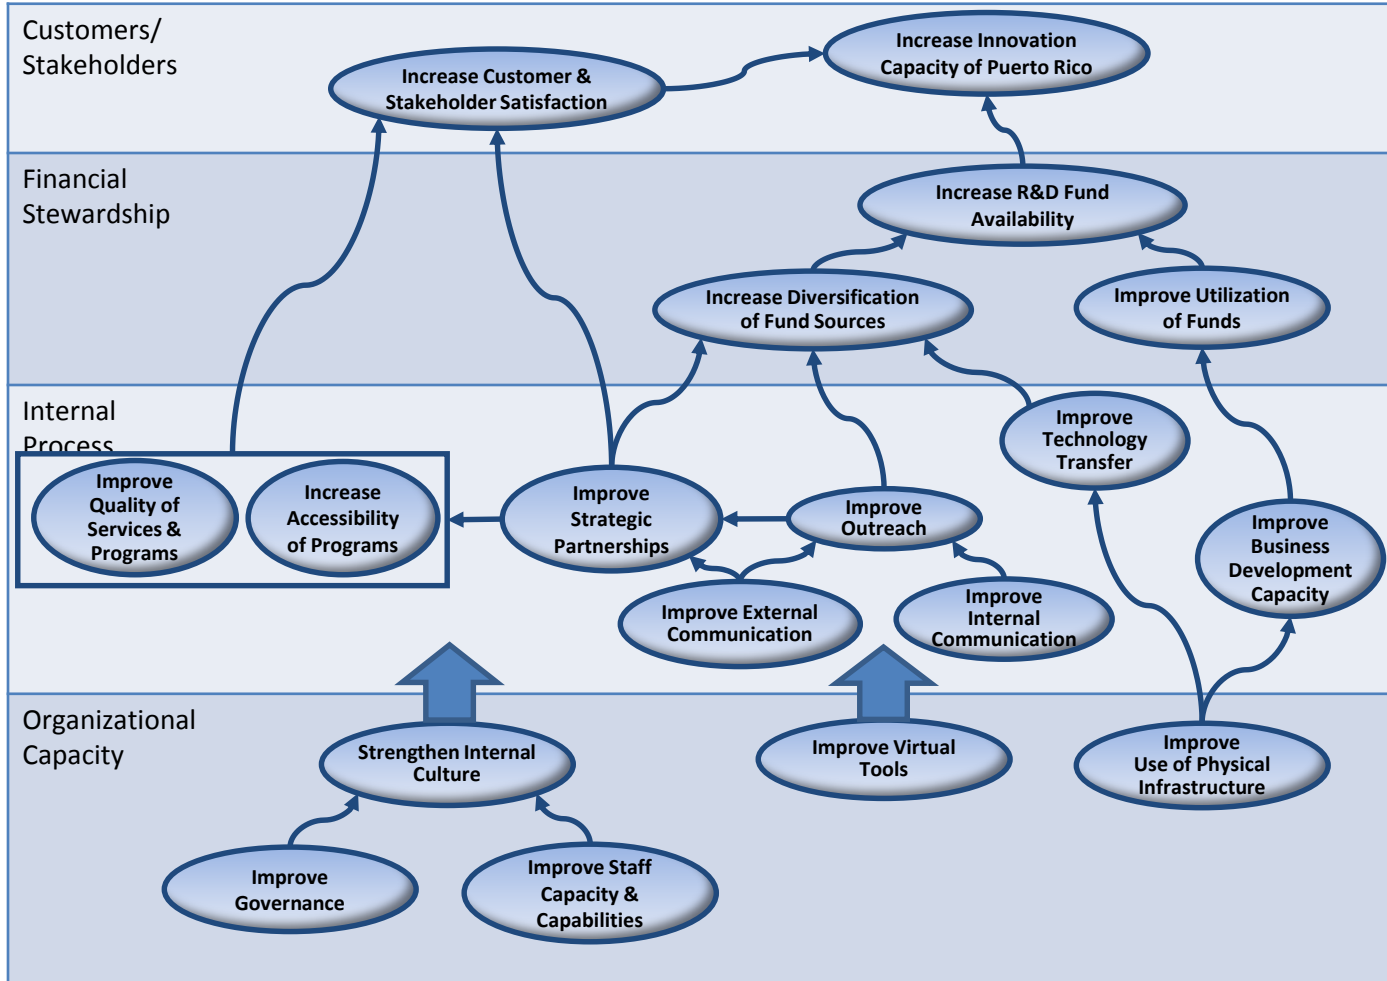 Customers/
Stakeholders
Increase Innovation
Capacity of Puerto Rico
Increase Customer &
Stakeholder Satisfaction
Financial
Stewardship
Increase R&D Fund
Availability
Increase Diversification
of Fund Sources
Improve Utilization
of Funds
Internal
Process
Improve
Technology
Transfer
Improve
Quality of
Services &
Programs
Increase
Accessibility
of Programs
Improve
Strategic
Partnerships
Improve
Outreach
Improve
Business
Development
Capacity
Improve External
Communication
Improve
Internal
Communication
Organizational
Capacity
Strengthen Internal
Culture
Improve Virtual
Tools
Improve
Use of Physical
Infrastructure
Improve
Governance
Improve Staff
Capacity &
Capabilities